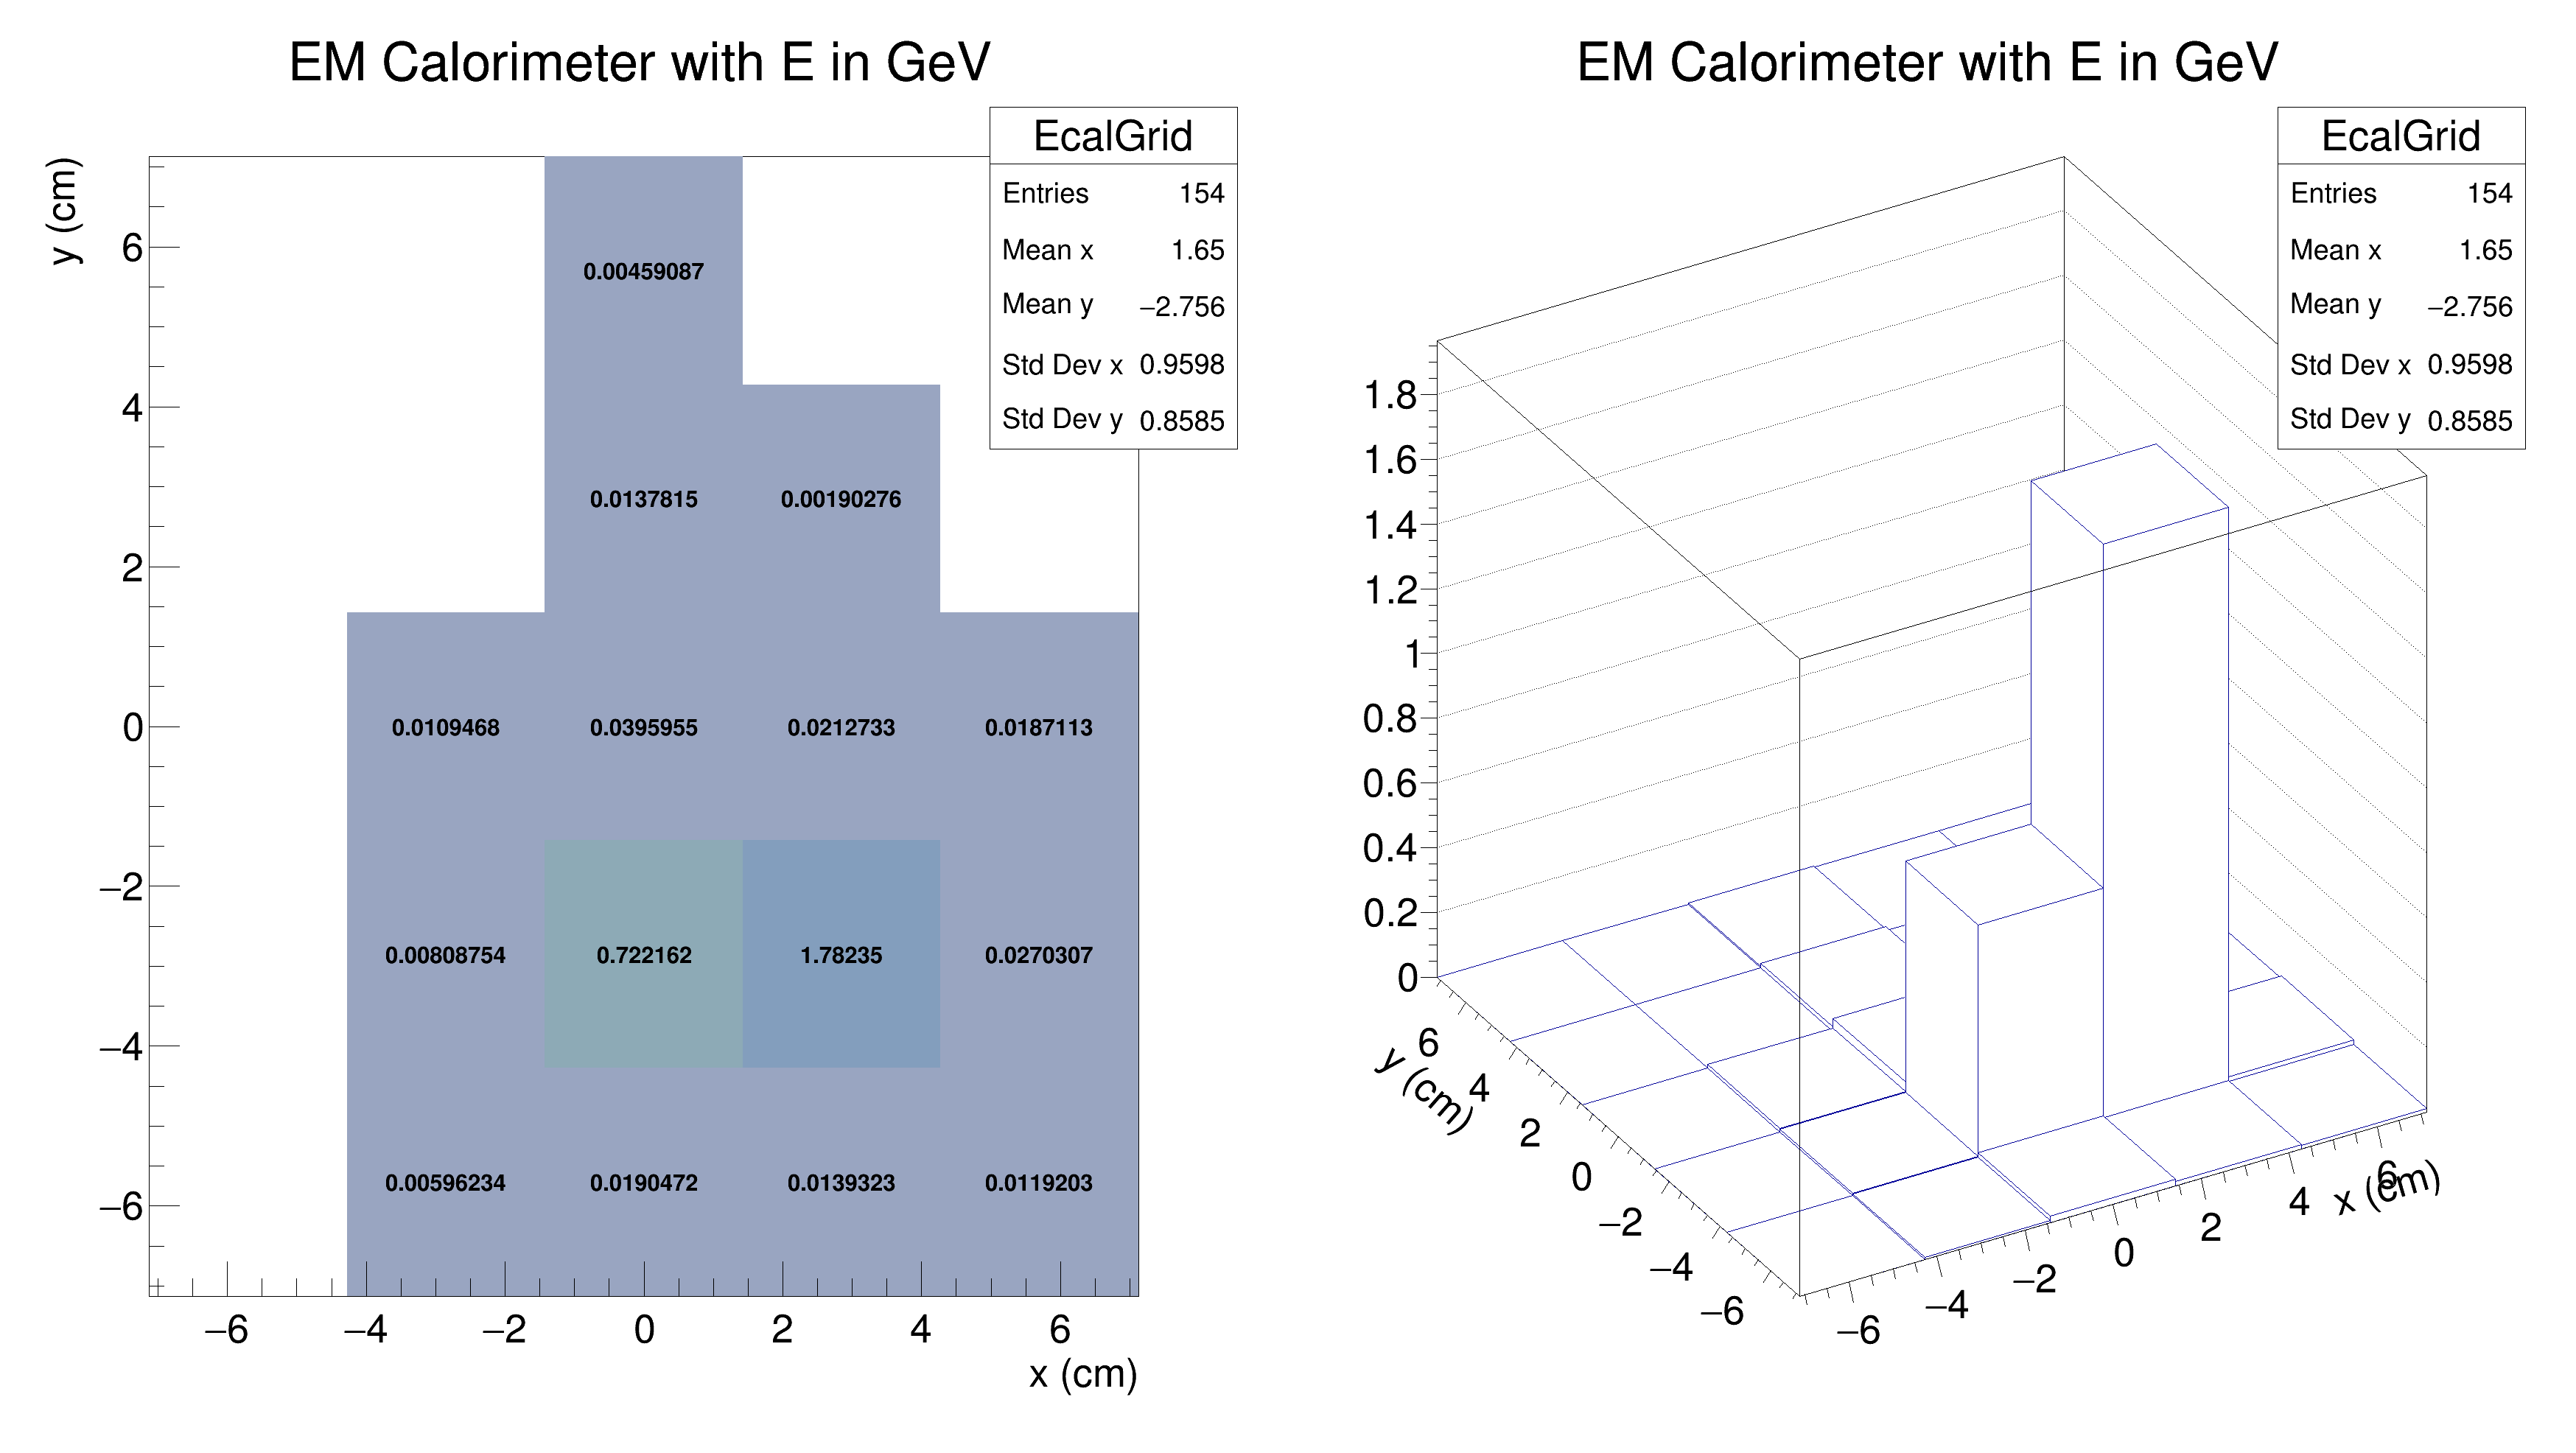 EM Calorimeter with E in GeV
EcalGrid
Entries 154
Mean x 1.65
Mean y −2.756
Std Dev x 0.9598
Std Dev y 0.8585
y (cm)
6
4
2
0
−2
−4
−6
0.00459087
0.0137815 0.00190276
0.0109468 0.0395955 0.0212733 0.0187113
0.00808754 0.722162 1.78235 0.0270307
0.00596234 0.0190472 0.0139323 0.0119203
−6 −4 −2 0 2 4 6
x (cm)
EM Calorimeter with E in GeV
EcalGrid
Entries 154
Mean x 1.65
Mean y −2.756
Std Dev x 0.9598
Std Dev y 0.8585
1.8
1.6
1.4
1.2
1
0.8
0.6
0.4
0.2
0
y (cm)
6
4
2
0
−2
−4
−6
−6
−4
−2
0
2
4
6
x (cm)